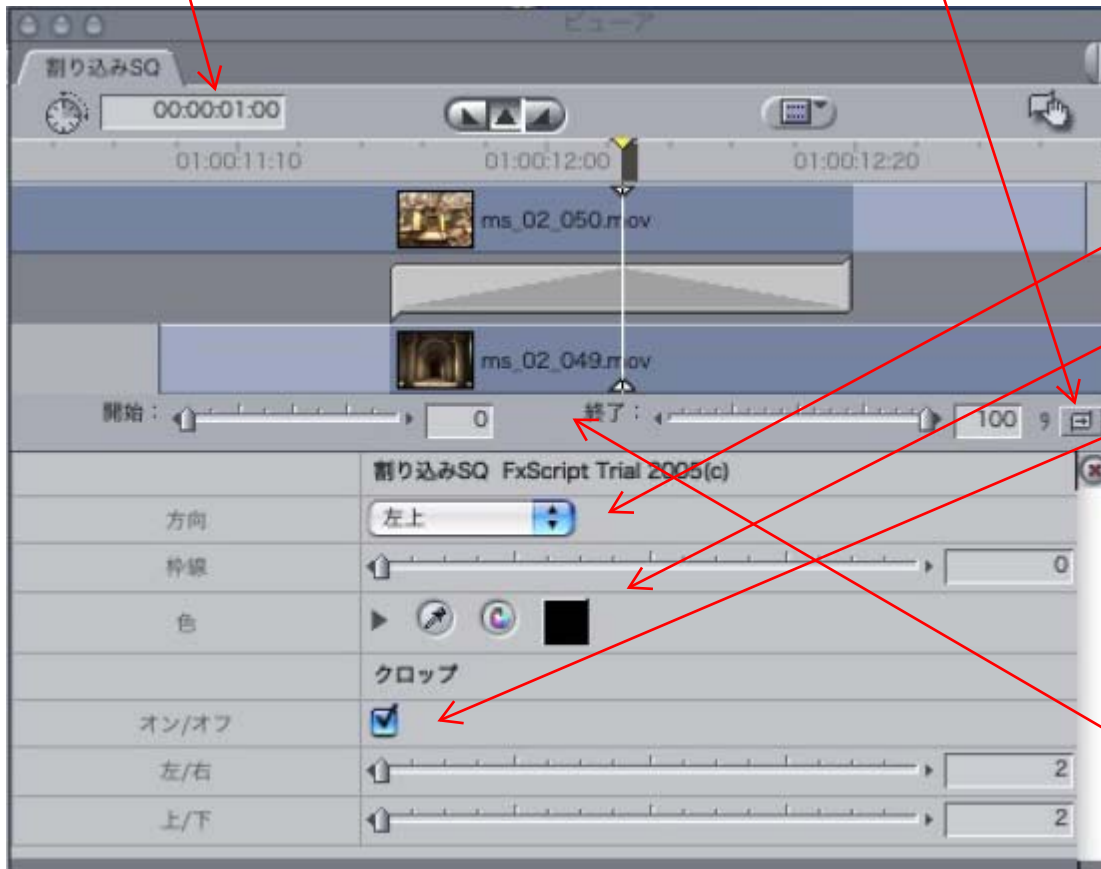 ビューア
割り込みSQ
00:00:01:00
01:00:11:10 01:00:12:00 01:00:12:20
ms_02_050.mov
ms_02_049.mov
開始： 0 終了： 100 9
割り込みSQ FxScript Trial 2005(c)
方向 左上
枠線 0
色
クロップ
オン/オフ
左/右 2
上/下 2